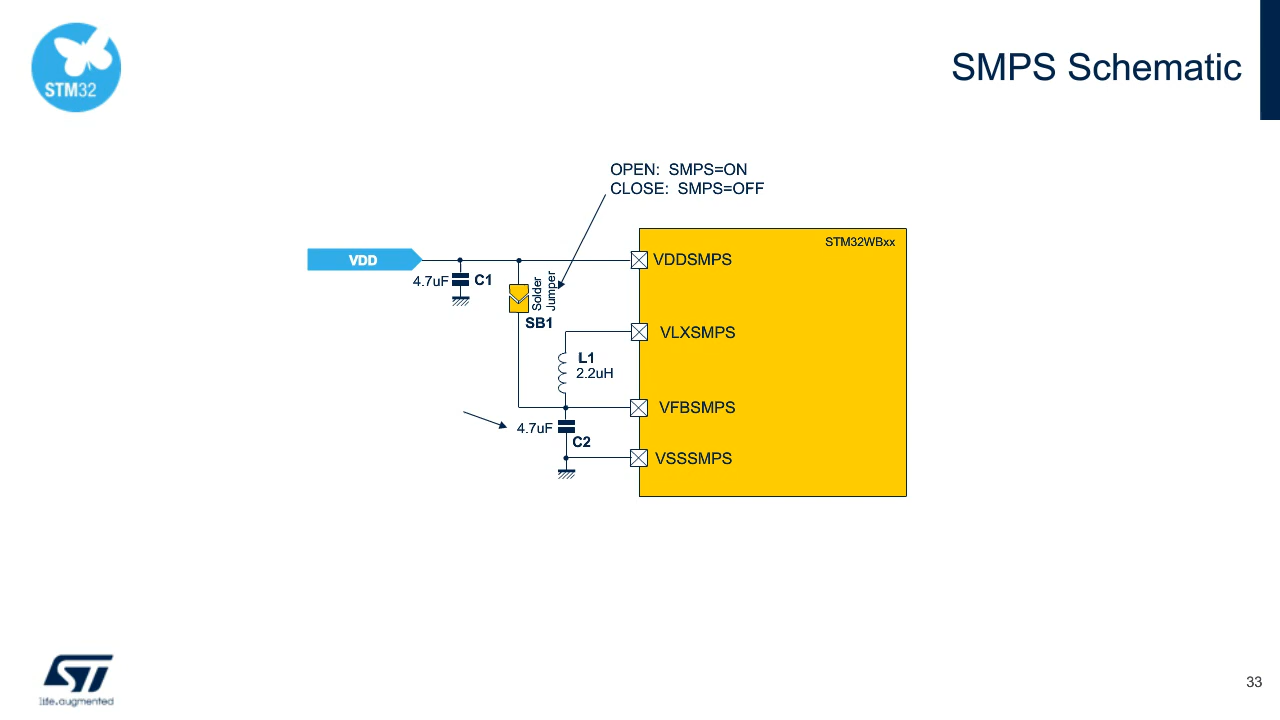 STM32
SMPS Schematic
OPEN: SMPS=ON
CLOSE: SMPS=OFF
STM32WBxx
VDD
VDDSMPS
4.7uF
C1
Solder
Jumper
SB1
VLXSMPS
L1
2.2uH
VFBSMPS
4.7uF
C2
VSSSMPS
ST
life.augmented
33